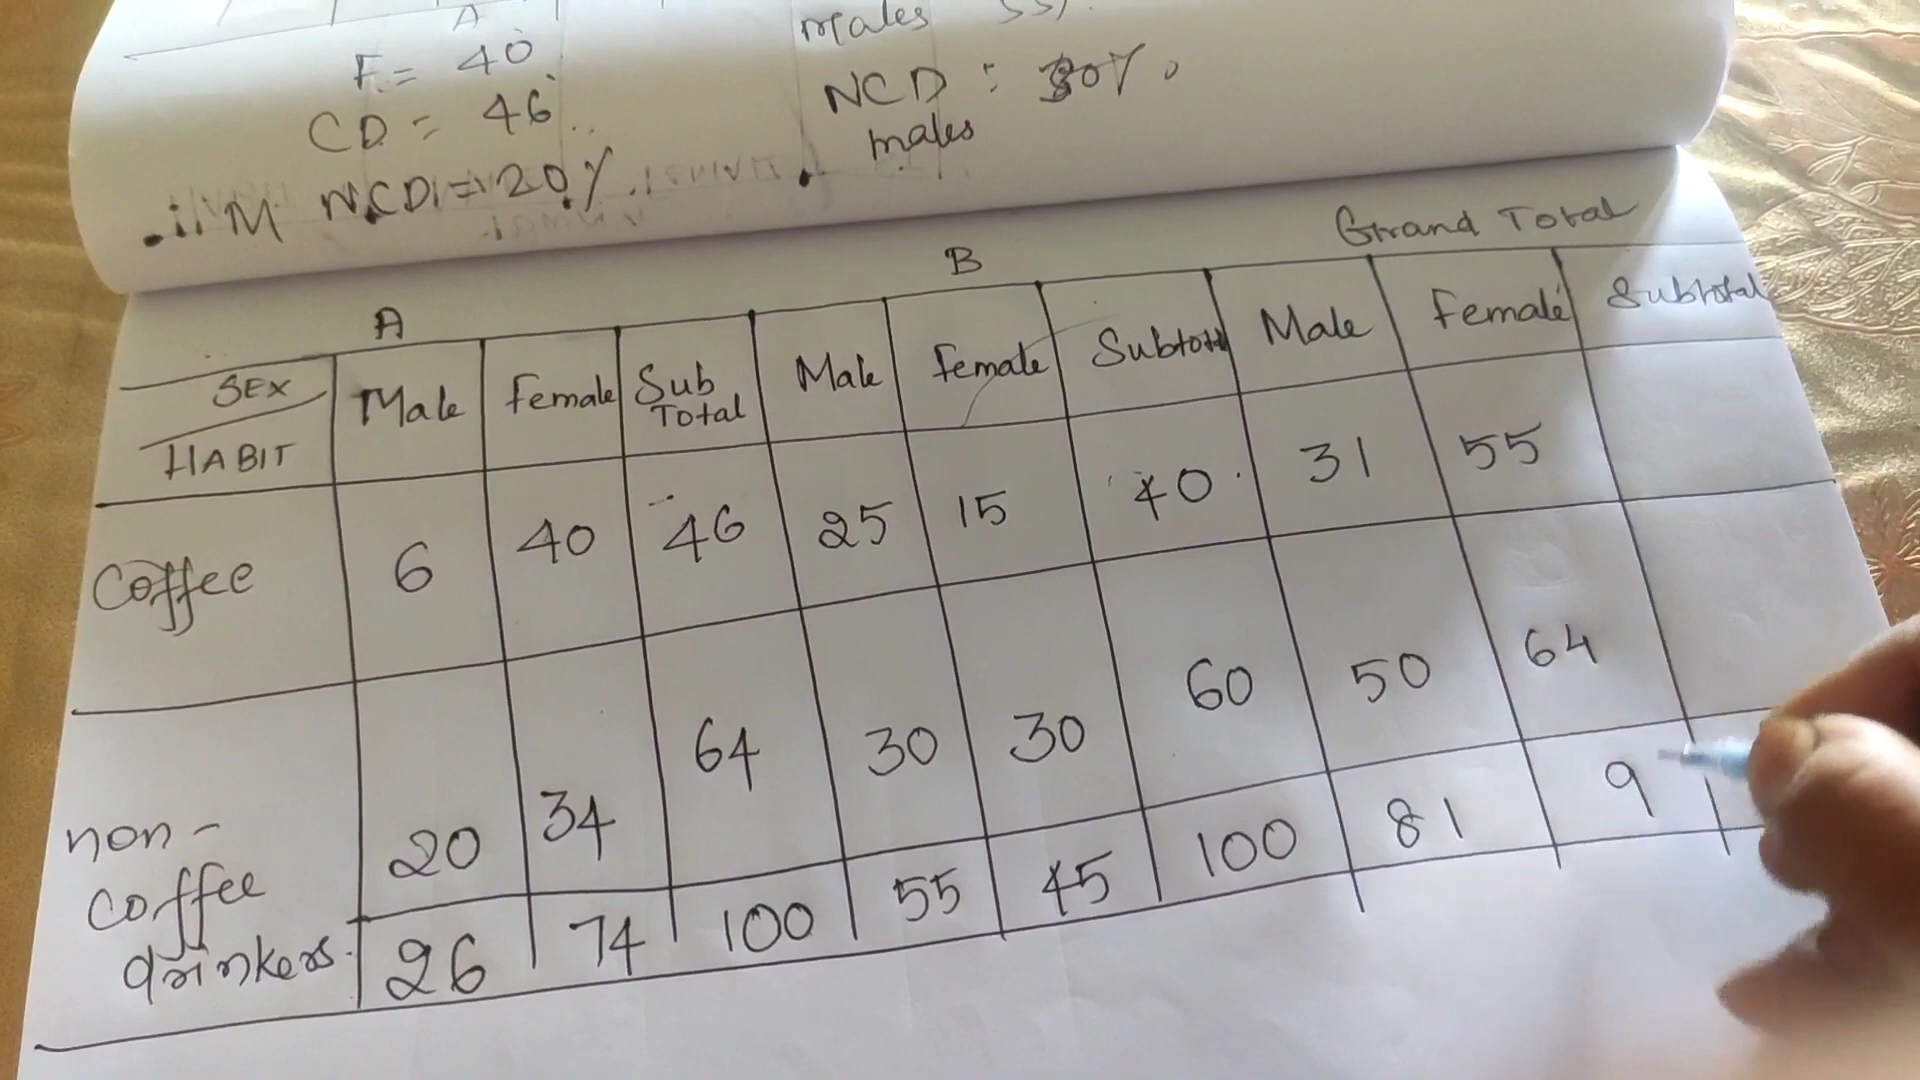 A
F = 40
CD = 46
M NCD = 20%.
males
NCD : 30%.
males
A
B
Grand Total
SEX
HABIT
Male
Female
Sub Total
Male
Female
Subtotal
Male
Female
Subtotal
Coffee 6 40 46 25 15 40 31 55
non-coffee drinkers. 20 34 64 30 30 60 50 64
26 74 100 55 45 100 81 9